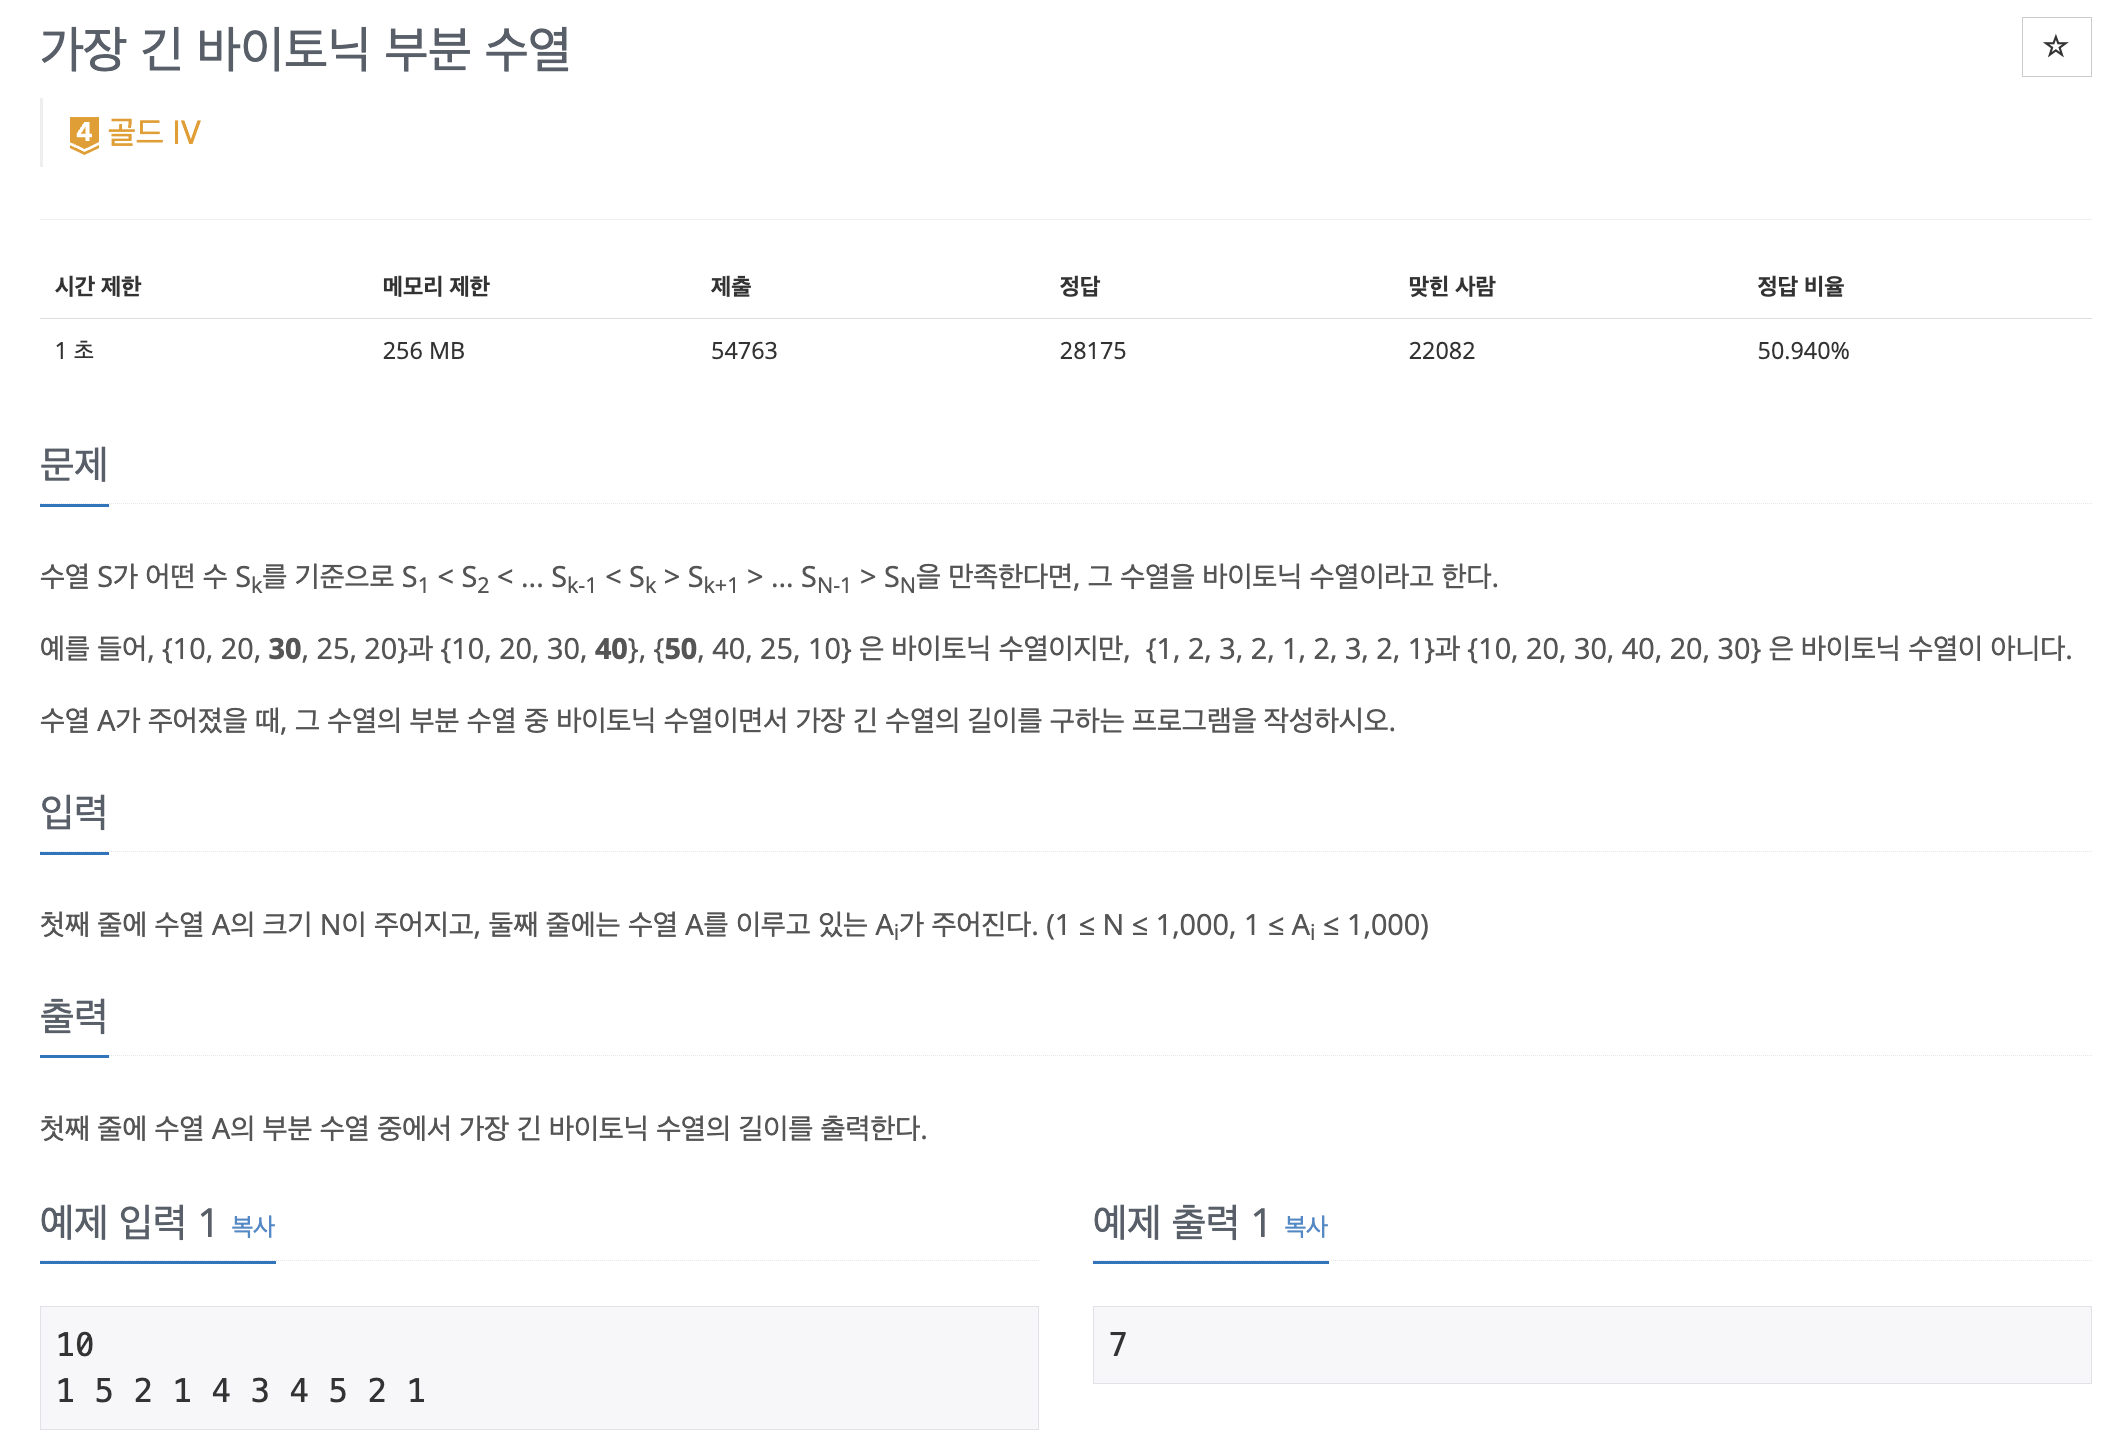 가장 긴 바이토닉 부분 수열
☆
4 골드 IV
시간 제한 메모리 제한 제출 정답 맞힌 사람 정답 비율
1 초 256 MB 54763 28175 22082 50.940%
문제
수열 S가 어떤 수 Sk를 기준으로 S1 < S2 < ... Sk-1 < Sk > Sk+1 > ... SN-1 > SN을 만족한다면, 그 수열을 바이토닉 수열이라고 한다.
예를 들어, {10, 20, 30, 25, 20}과 {10, 20, 30, 40}, {50, 40, 25, 10} 은 바이토닉 수열이지만,  {1, 2, 3, 2, 1, 2, 3, 2, 1}과 {10, 20, 30, 40, 20, 30} 은 바이토닉 수열이 아니다.
수열 A가 주어졌을 때, 그 수열의 부분 수열 중 바이토닉 수열이면서 가장 긴 수열의 길이를 구하는 프로그램을 작성하시오.
입력
첫째 줄에 수열 A의 크기 N이 주어지고, 둘째 줄에는 수열 A를 이루고 있는 Ai가 주어진다. (1 ≤ N ≤ 1,000, 1 ≤ Ai ≤ 1,000)
출력
첫째 줄에 수열 A의 부분 수열 중에서 가장 긴 바이토닉 수열의 길이를 출력한다.
예제 입력 1 복사
10
1 5 2 1 4 3 4 5 2 1
예제 출력 1 복사
7